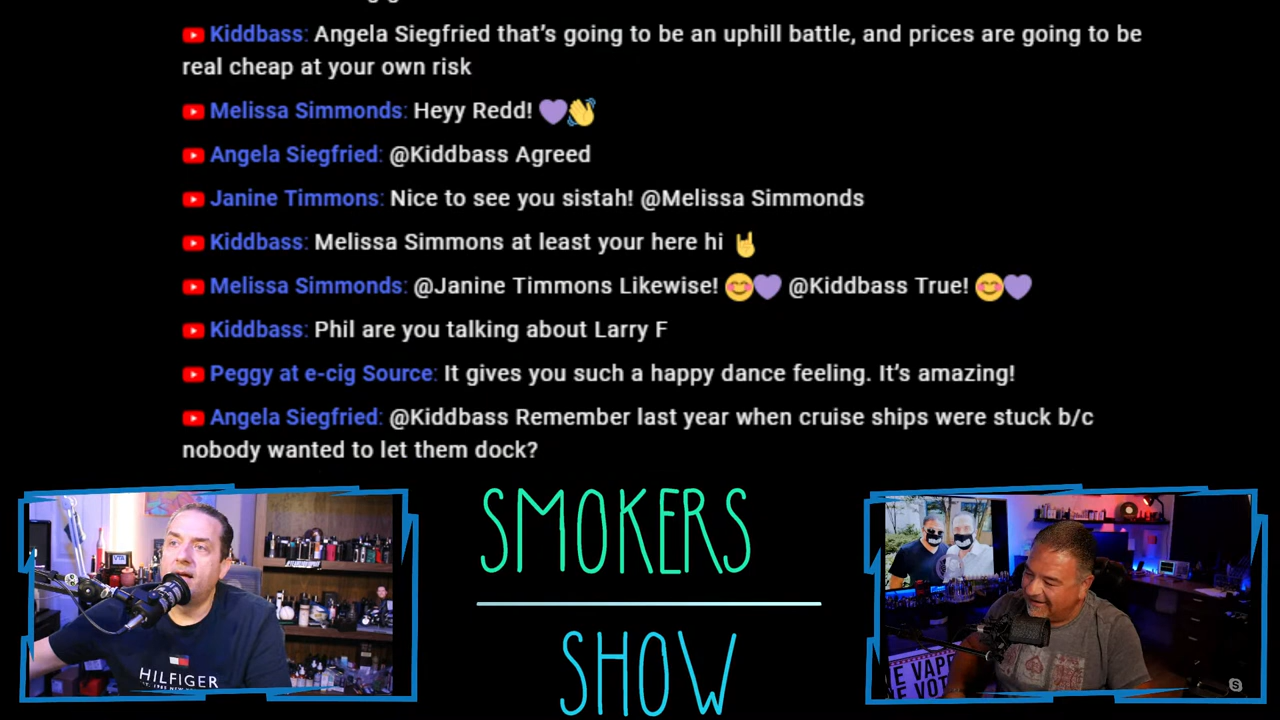 Kiddbass: Angela Siegfried that's going to be an uphill battle, and prices are going to be
real cheap at your own risk
Melissa Simmonds: Heyy Redd! 💜👋
Angela Siegfried: @Kiddbass Agreed
Janine Timmons: Nice to see you sistah! @Melissa Simmonds
Kiddbass: Melissa Simmons at least your here hi 🤘
Melissa Simmonds: @Janine Timmons Likewise! 😊💜 @Kiddbass True! 😊💜
Kiddbass: Phil are you talking about Larry F
Peggy at e-cig Source: It gives you such a happy dance feeling. It's amazing!
Angela Siegfried: @Kiddbass Remember last year when cruise ships were stuck b/c
nobody wanted to let them dock?
SMOKERS
SHOW
VTA
HILFIGER
E VAPE
E VOT